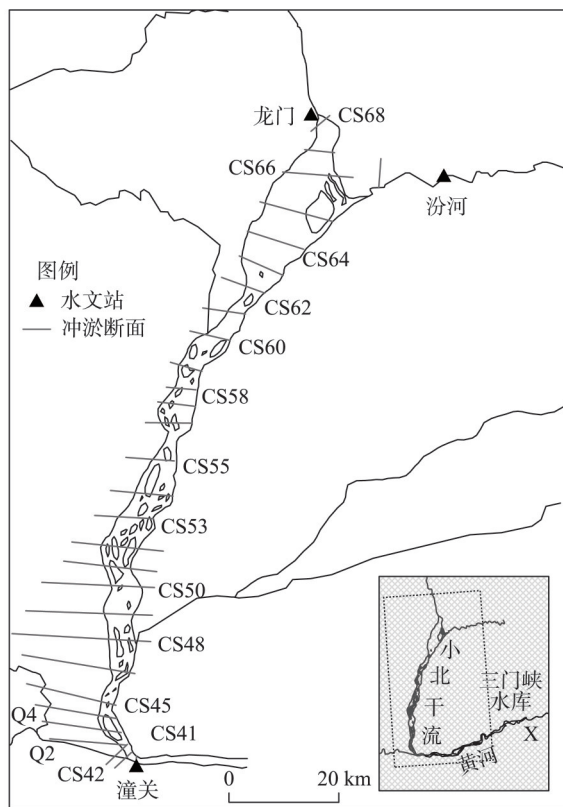 龙门
CS68
CS66
汾河
CS64
图例
水文站
冲淤断面
CS62
CS60
CS58
CS55
CS53
CS50
CS48
CS45
Q4
CS41
Q2
CS42
潼关
0
20 km
小北干流
三门峡
水库
X
黄河